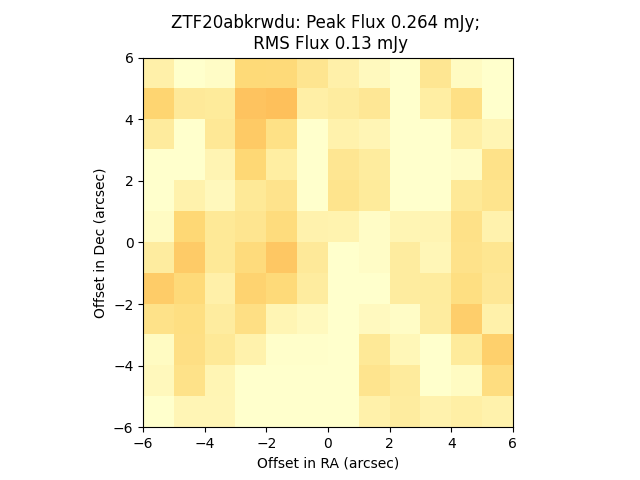 ZTF20abkrwdu: Peak Flux 0.264 mJy;
RMS Flux 0.13 mJy
6
4
2
0
−2
−4
−6
Offset in Dec (arcsec)
−6 −4 −2 0 2 4 6
Offset in RA (arcsec)